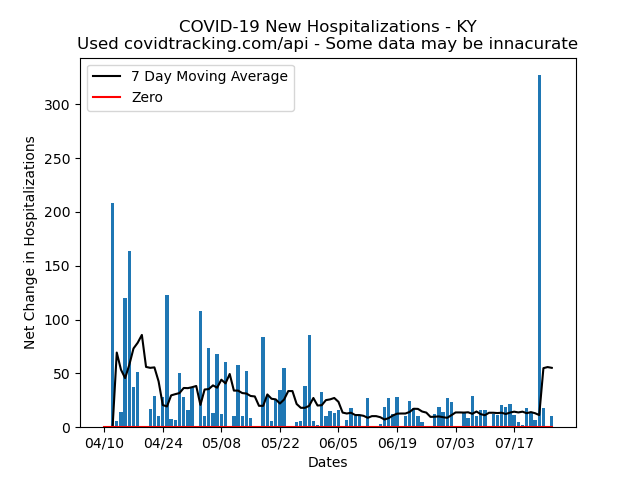 COVID-19 New Hospitalizations - KY
Used covidtracking.com/api - Some data may be innacurate
7 Day Moving Average
Zero
Net Change in Hospitalizations
300
250
200
150
100
50
0
04/10 04/24 05/08 05/22 06/05 06/19 07/03 07/17
Dates